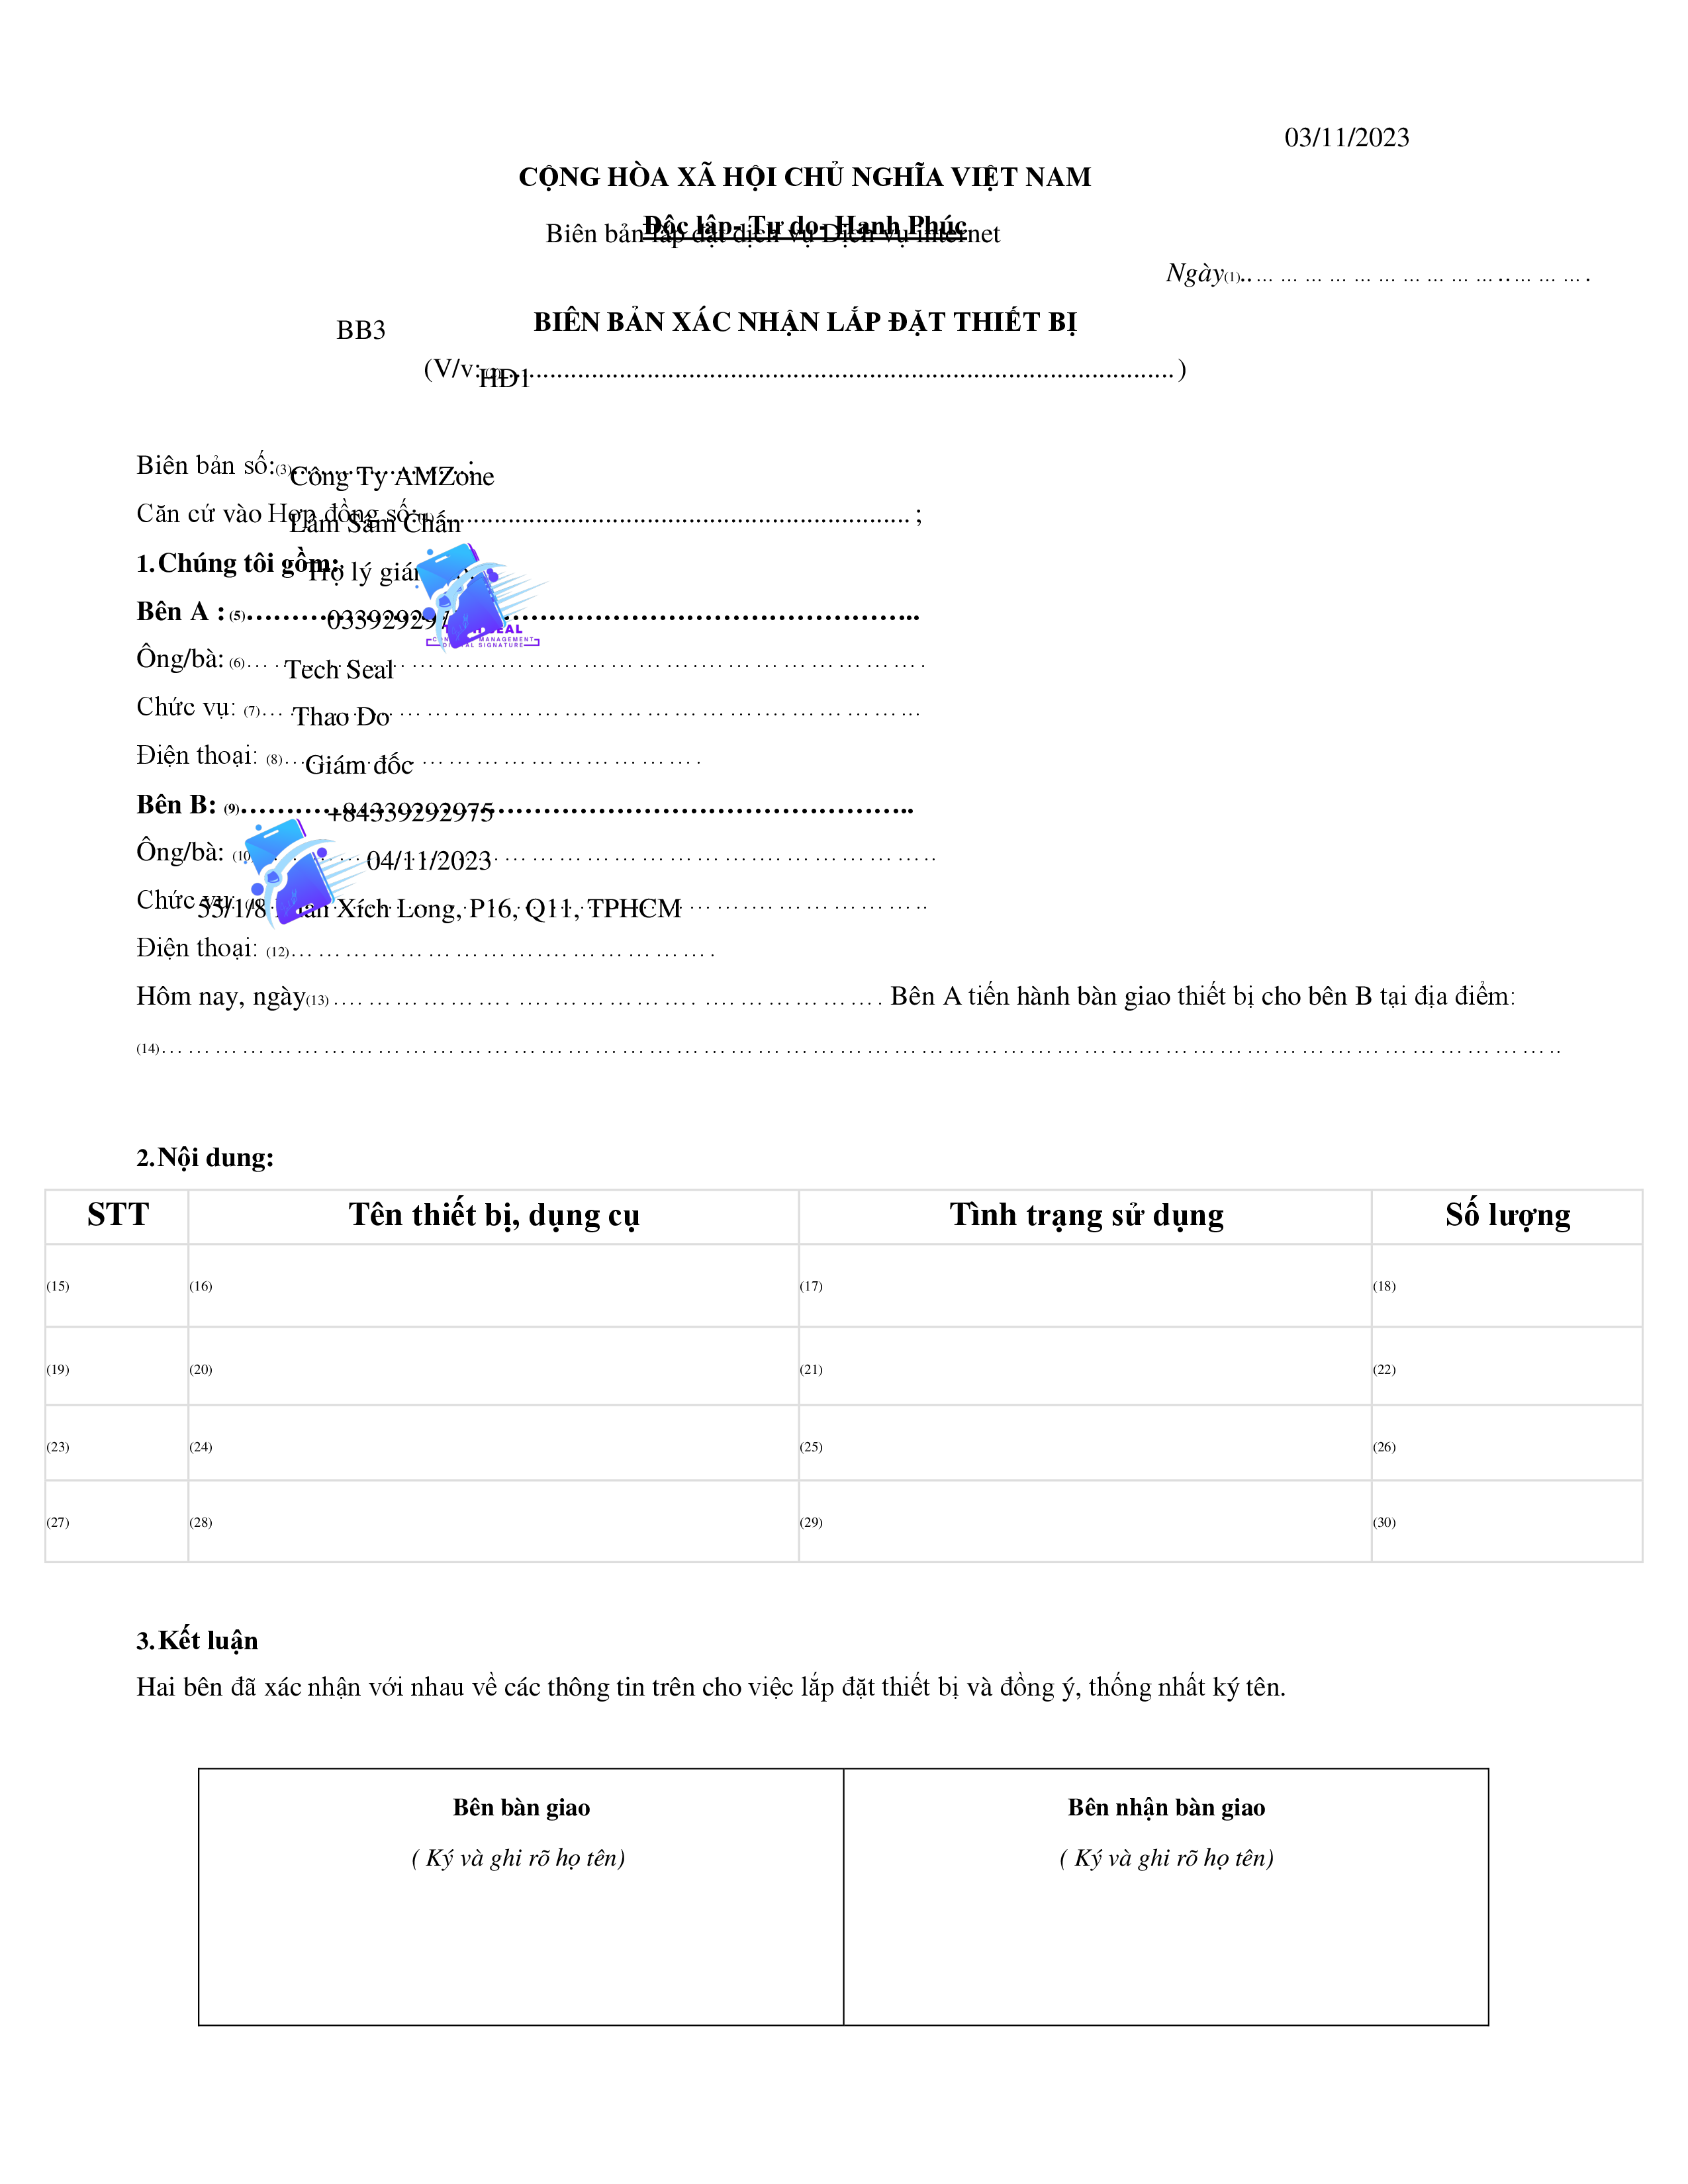 03/11/2023
CỘNG HÒA XÃ HỘI CHỦ NGHĨA VIỆT NAM
Độc lập- Tự do- Hạnh Phúc
Biên bản lắp đặt dịch vụ Dịch vụ internet
Ngày(1)..………………………..……….
BIÊN BẢN XÁC NHẬN LẮP ĐẶT THIẾT BỊ
BB3
(V/v: ................................................................................................)
HD1
Biên bản số:(3)……………….;
Công Ty AMZone
Căn cứ vào Hợp đồng số: ....................................................................;
Lâm Sâm Chấn
1.Chúng tôi gồm:
Trợ lý giám
Bên A : (5)………………………………………………………………..
033929297
SEAL
MANAGEMENT
SIGNATURE
Ông/bà: (6)……………………………………………………….
Tech Seal
Chức vụ: (7)……………………………………………………...
Thao Do
Điện thoại: (8)…………………………………….
Giám đốc
Bên B: (9)………………………………………………………………..
+84339292975
Ông/bà: (10)……………………………………………………..
04/11/2023
Chức vụ: ……………………………………………………..
55/1/8 Phan Xích Long, P16, Q11, TPHCM
Điện thoại: (12)…………………………………….
Hôm nay, ngày(13) ………………. ………………. ………………. Bên A tiến hành bàn giao thiết bị cho bên B tại địa điểm:
(14)……………………………………………………………………………………………………..
2.Nội dung:
STT Tên thiết bị, dụng cụ Tình trạng sử dụng Số lượng
(15) (16) (17) (18)
(19) (20) (21) (22)
(23) (24) (25) (26)
(27) (28) (29) (30)
3.Kết luận
Hai bên đã xác nhận với nhau về các thông tin trên cho việc lắp đặt thiết bị và đồng ý, thống nhất ký tên.
Bên bàn giao Bên nhận bàn giao
( Ký và ghi rõ họ tên) ( Ký và ghi rõ họ tên)